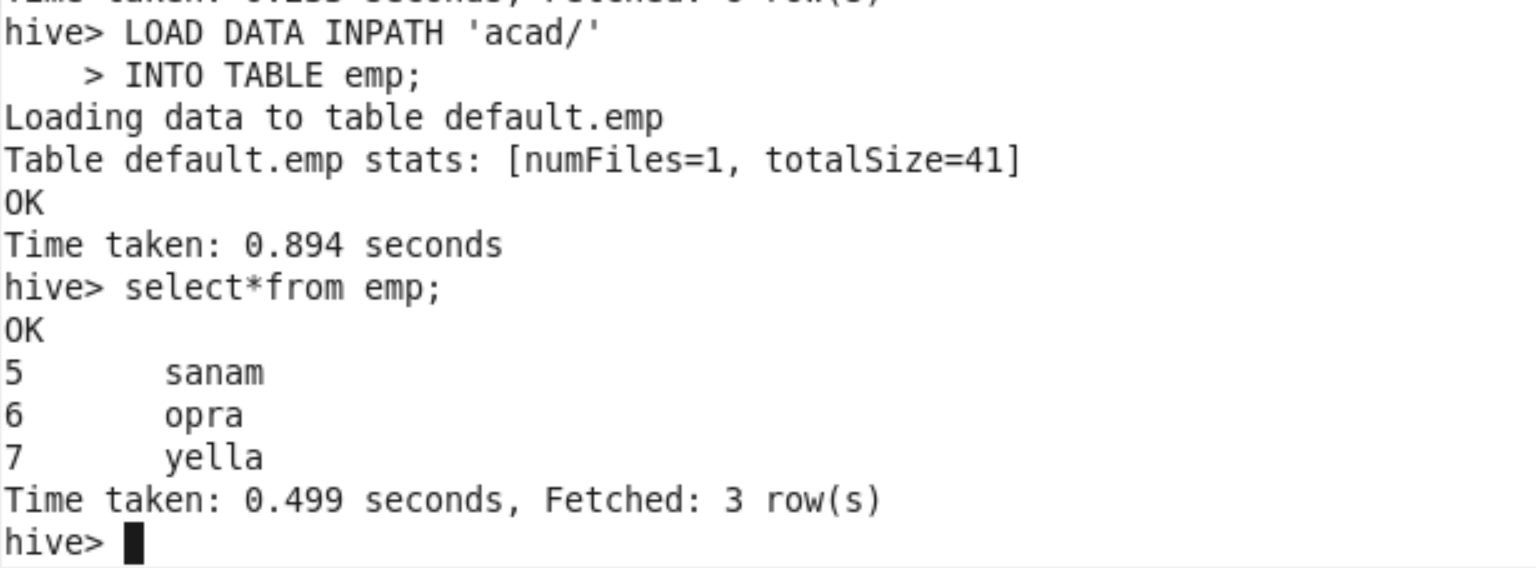 hive> LOAD DATA INPATH 'acad/'
    > INTO TABLE emp;
Loading data to table default.emp
Table default.emp stats: [numFiles=1, totalSize=41]
OK
Time taken: 0.894 seconds
hive> select*from emp;
OK
5       sanam
6       opra
7       yella
Time taken: 0.499 seconds, Fetched: 3 row(s)
hive>